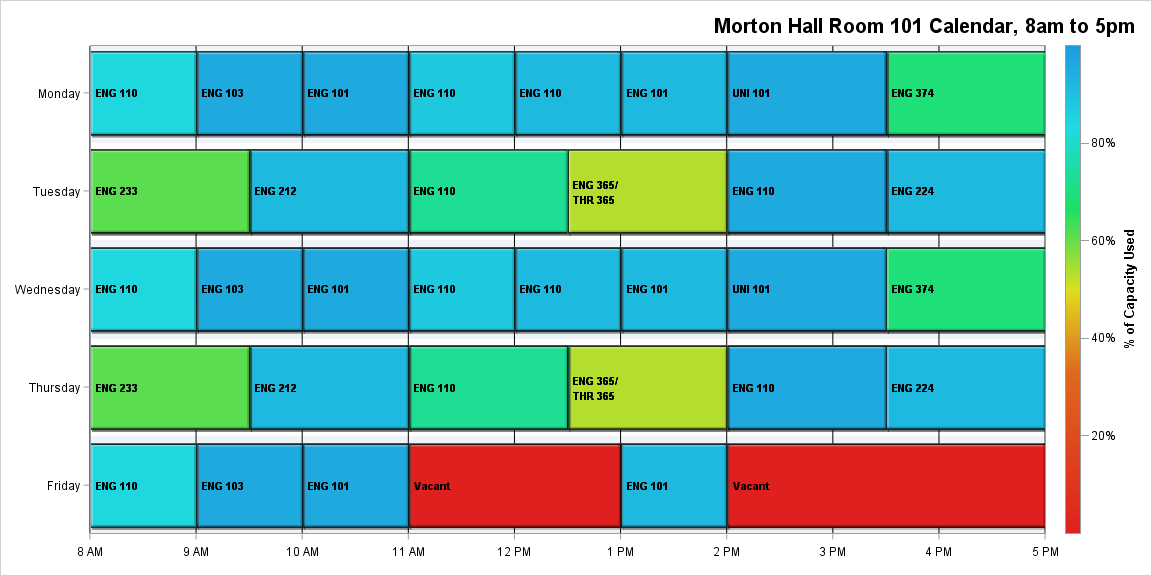 Morton Hall Room 101 Calendar, 8am to 5pm
Monday
ENG 110
ENG 103
ENG 101
ENG 110
ENG 110
ENG 101
UNI 101
ENG 374
Tuesday
ENG 233
ENG 212
ENG 110
ENG 365/
THR 365
ENG 110
ENG 224
Wednesday
ENG 110
ENG 103
ENG 101
ENG 110
ENG 110
ENG 101
UNI 101
ENG 374
Thursday
ENG 233
ENG 212
ENG 110
ENG 365/
THR 365
ENG 110
ENG 224
Friday
ENG 110
ENG 103
ENG 101
Vacant
ENG 101
Vacant
8 AM
9 AM
10 AM
11 AM
12 PM
1 PM
2 PM
3 PM
4 PM
5 PM
80%
60%
40%
20%
% of Capacity Used